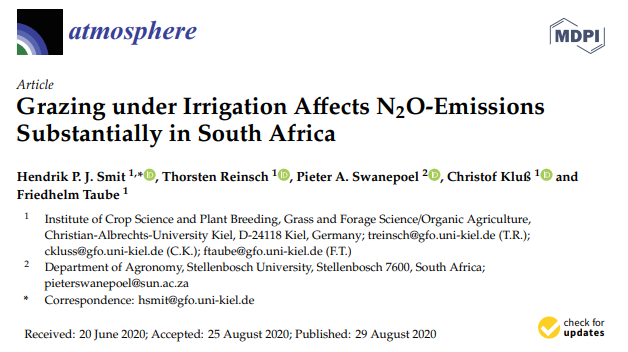 atmosphere
MDPI
Article
Grazing under Irrigation Affects N₂O-Emissions
Substantially in South Africa
Hendrik P. J. Smit 1,*, Thorsten Reinsch 1, Pieter A. Swanepoel 2, Christof Kluß 1 and
Friedhelm Taube 1
1 Institute of Crop Science and Plant Breeding, Grass and Forage Science/Organic Agriculture,
Christian-Albrechts-University Kiel, D-24118 Kiel, Germany; treinsch@gfo.uni-kiel.de (T.R.);
ckluss@gfo.uni-kiel.de (C.K.); ftaube@gfo.uni-kiel.de (F.T.)
2 Department of Agronomy, Stellenbosch University, Stellenbosch 7600, South Africa;
pieterswanepoel@sun.ac.za
* Correspondence: hsmit@gfo.uni-kiel.de
check for
updates
Received: 20 June 2020; Accepted: 25 August 2020; Published: 29 August 2020